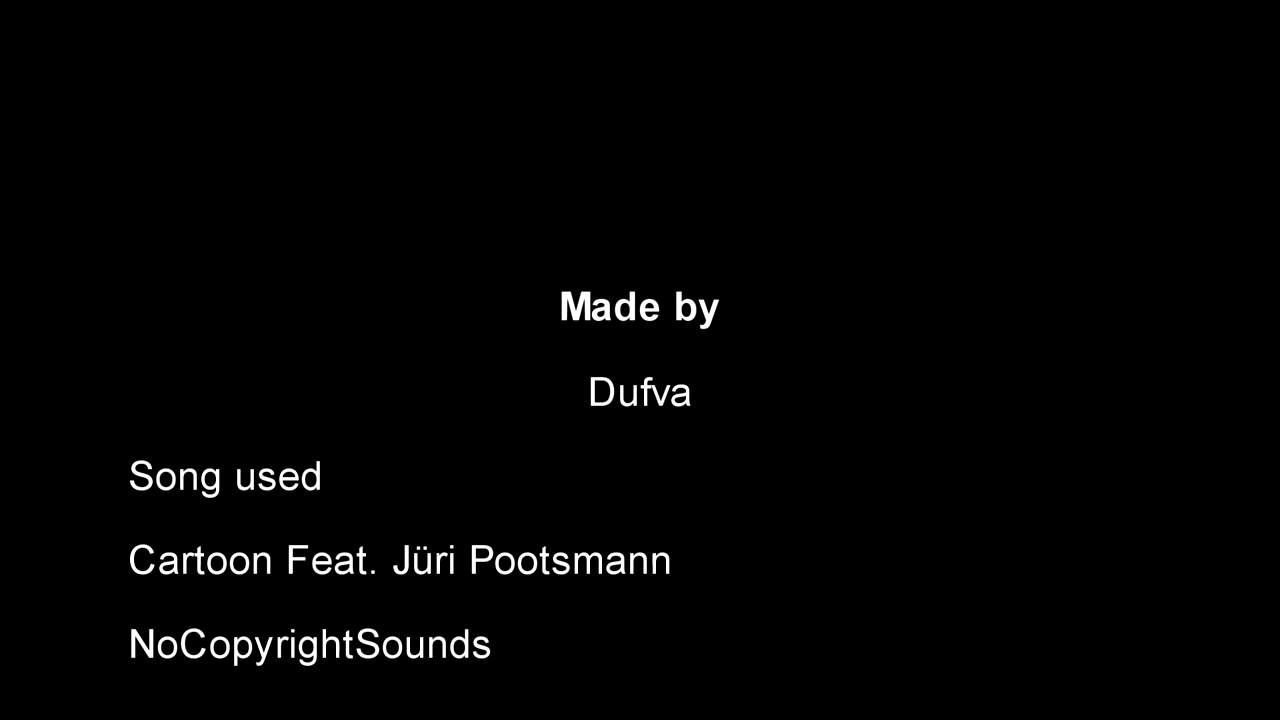 Made by
Dufva
Song used
Cartoon Feat. Jüri Pootsmann
NoCopyrightSounds